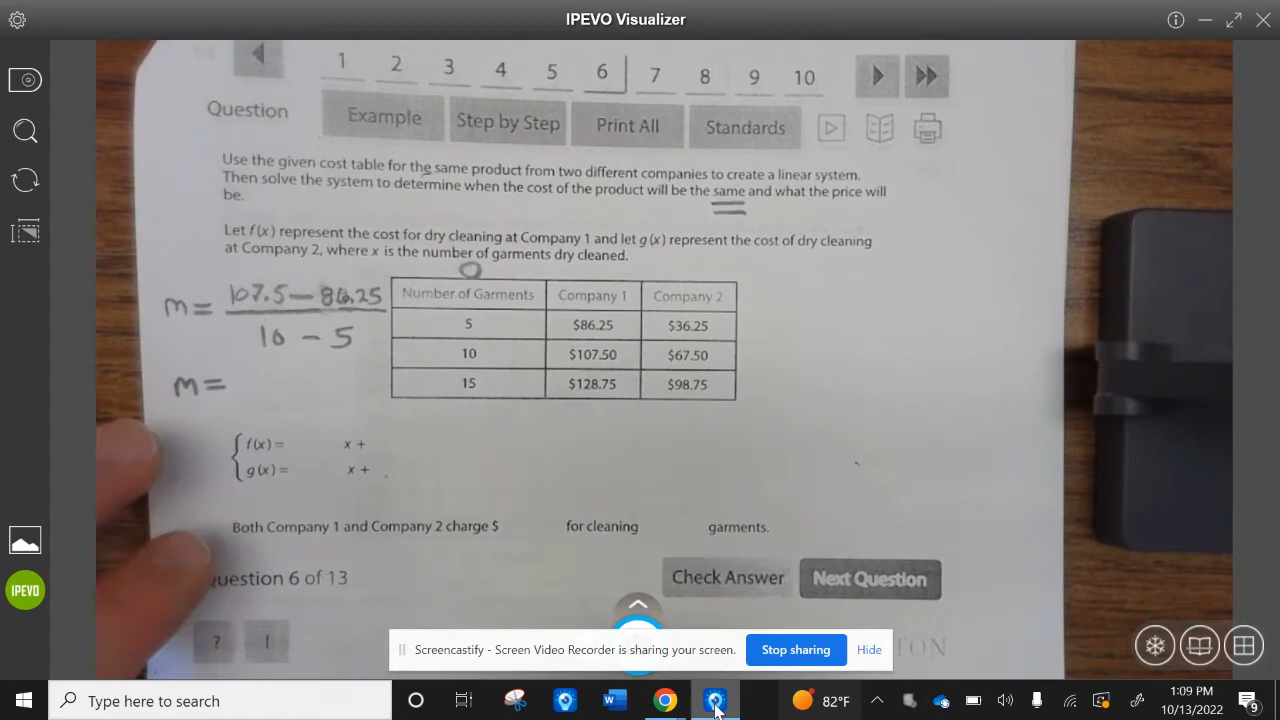 IPEVO Visualizer
1 2 3 4 5 6 7 8 9 10
Question Example Step by Step Print All Standards
Use the given cost table for the same product from two different companies to create a linear system.
Then solve the system to determine when the cost of the product will be the same and what the price will
be.
Let f(x) represent the cost for dry cleaning at Company 1 and let g(x) represent the cost of dry cleaning
at Company 2, where x is the number of garments dry cleaned.
m = 107.5 - 86.25
10 - 5
m =
Number of Garments Company 1 Company 2
5 $86.25 $36.25
10 $107.50 $67.50
15 $128.75 $98.75
f(x) = x +
g(x) = x +
Both Company 1 and Company 2 charge $ for cleaning garments.
uestion 6 of 13
Check Answer Next Question
? !
ON
IPEVO
Screencastify - Screen Video Recorder is sharing your screen. Stop sharing Hide
Type here to search
82°F
1:09 PM
10/13/2022
9